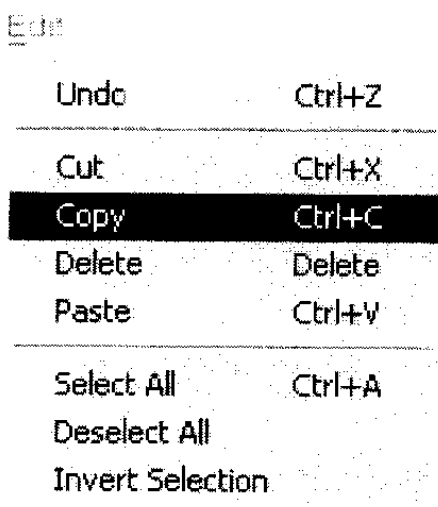 Edit
Undo Ctrl+Z
Cut Ctrl+X
Copy Ctrl+C
Delete Delete
Paste Ctrl+V
Select All Ctrl+A
Deselect All
Invert Selection